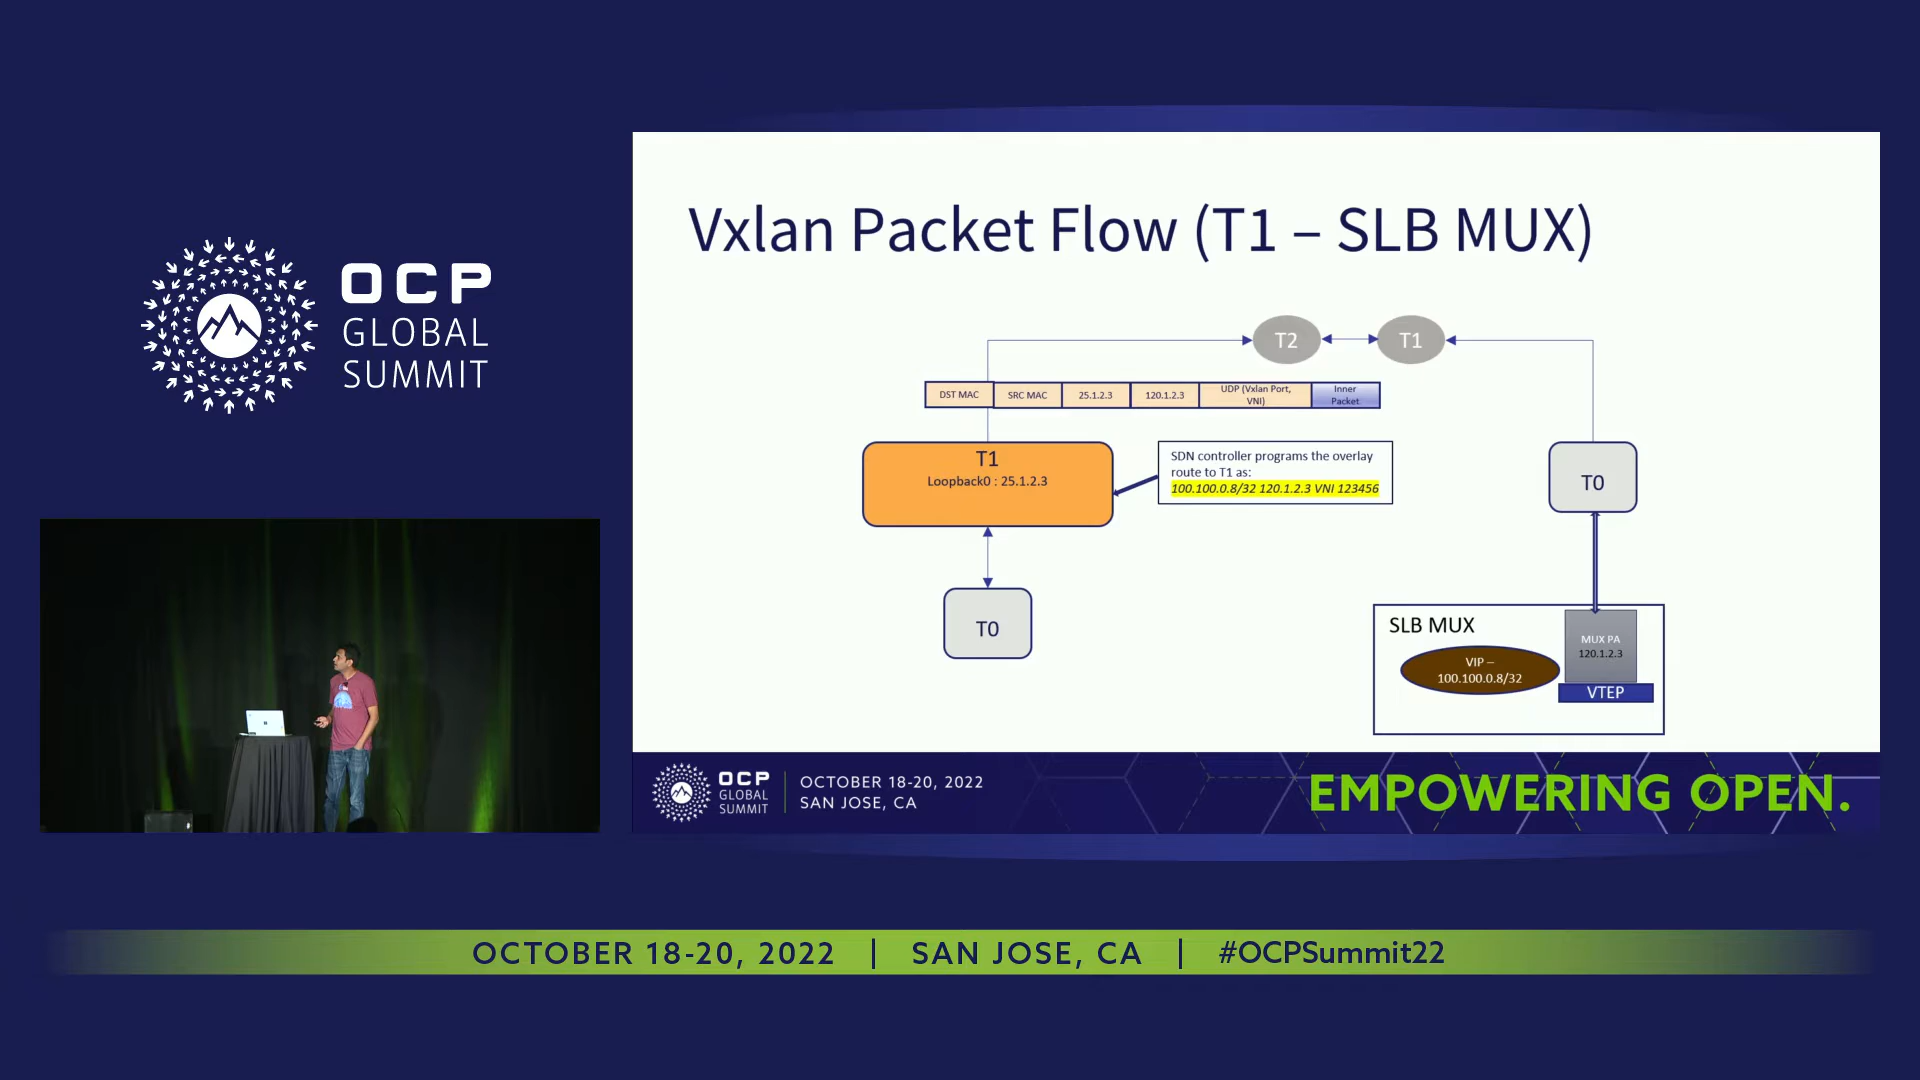 OCP
GLOBAL
SUMMIT
Vxlan Packet Flow (T1 – SLB MUX)
T2
T1
DST MAC
SRC MAC
25.1.2.3
120.1.2.3
UDP (Vxlan Port,
VNI)
Inner
Packet
T1
Loopback0 : 25.1.2.3
SDN controller programs the overlay
route to T1 as:
100.100.0.8/32 120.1.2.3 VNI 123456
T0
T0
SLB MUX
VIP –
100.100.0.8/32
MUX PA
120.1.2.3
VTEP
OCP
GLOBAL
SUMMIT
OCTOBER 18-20, 2022
SAN JOSE, CA
EMPOWERING OPEN.
OCTOBER 18-20, 2022 | SAN JOSE, CA | #OCPSummit22